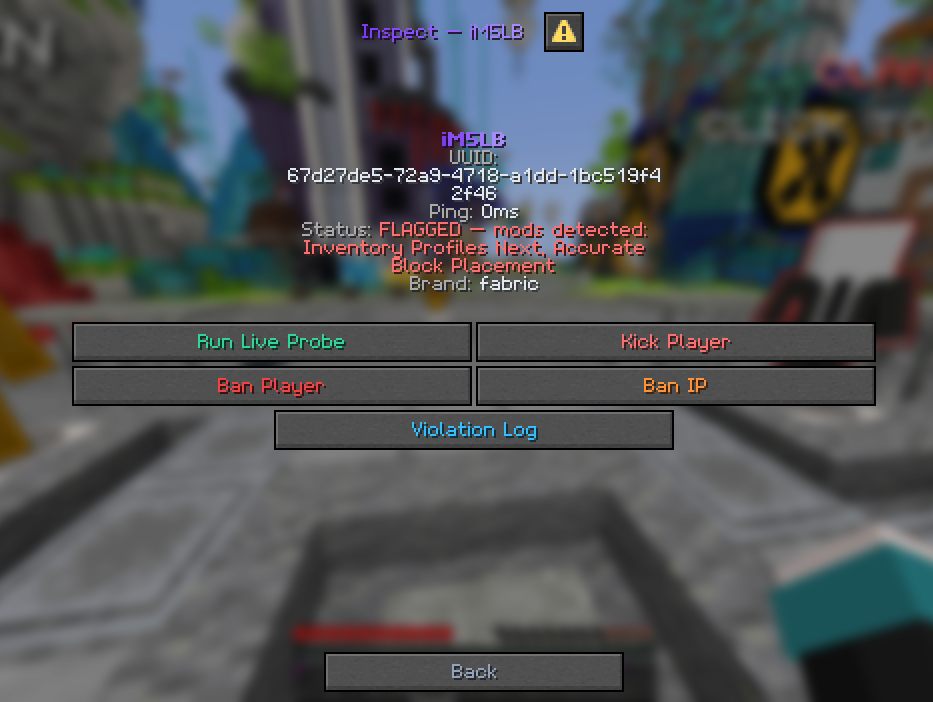 Inspect — iM5LB
iM5LB
UUID:
67d27de5-72a9-4718-a1dd-1bc519f4
2f46
Ping: 0ms
Status: FLAGGED — mods detected:
Inventory Profiles Next, Accurate
Block Placement
Brand: fabric
Run Live Probe
Kick Player
Ban Player
Ban IP
Violation Log
Back